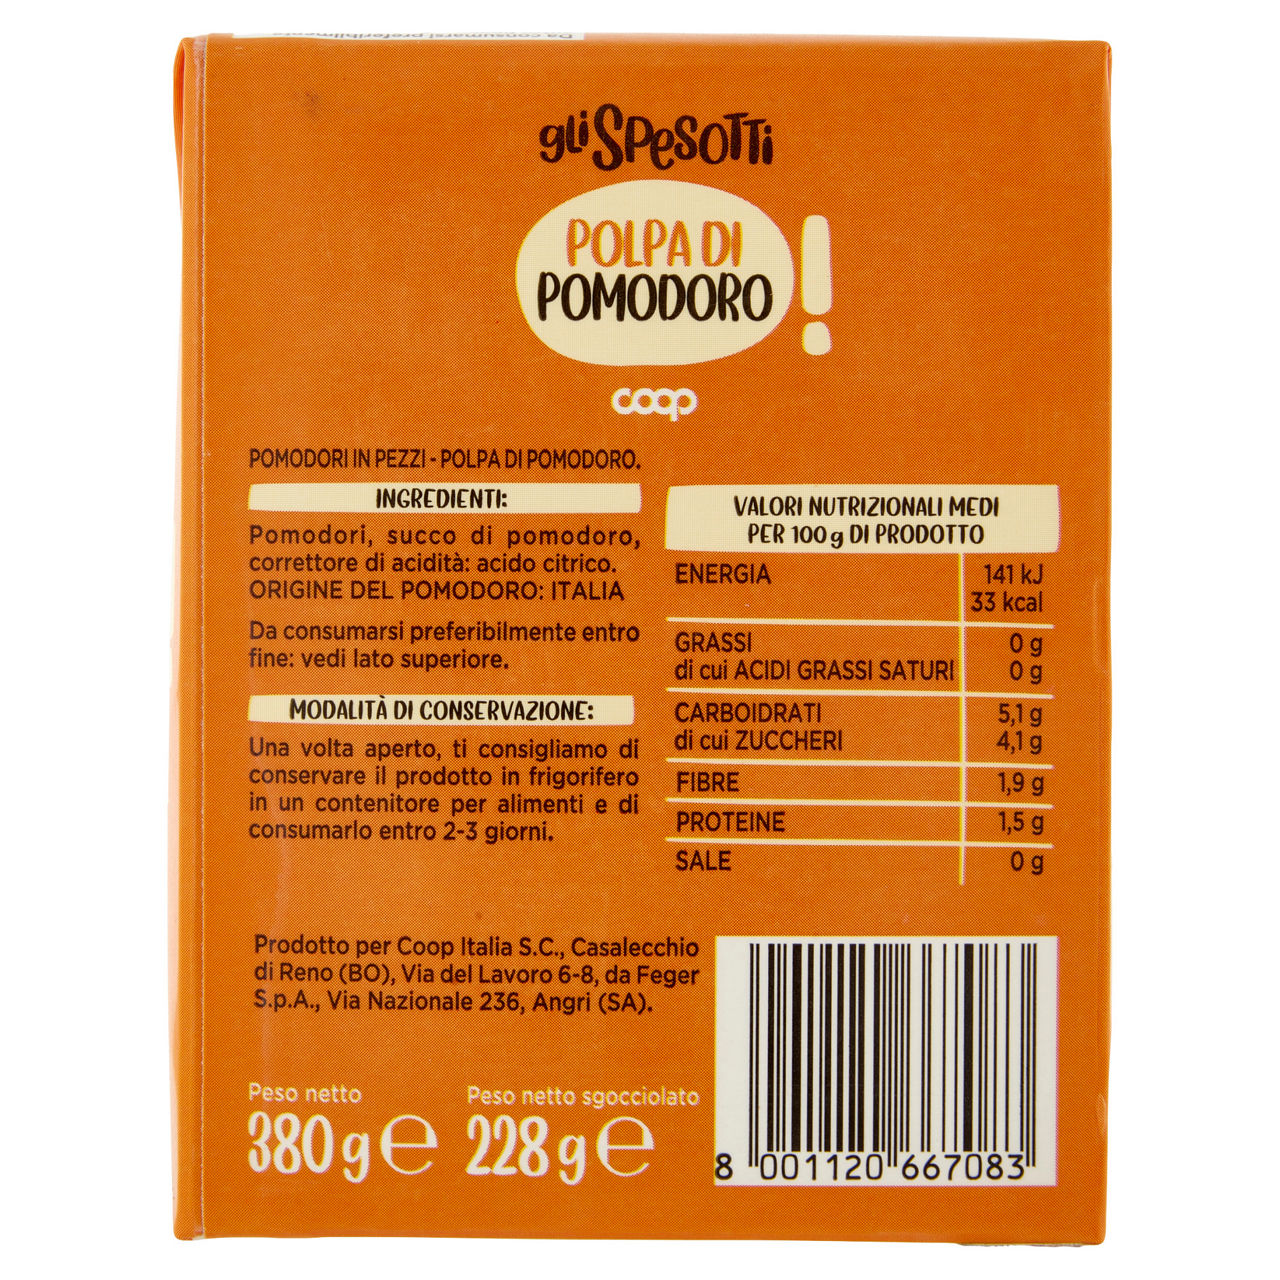 Da consumarsi preferibilmente
gli SPeSOTTi
POLPA DI
POMODORO!
coop
POMODORI IN PEZZI - POLPA DI POMODORO.
INGREDIENTI:
Pomodori, succo di pomodoro,
correttore di acidità: acido citrico.
ORIGINE DEL POMODORO: ITALIA
Da consumarsi preferibilmente entro
fine: vedi lato superiore.
MODALITÀ DI CONSERVAZIONE:
Una volta aperto, ti consigliamo di
conservare il prodotto in frigorifero
in un contenitore per alimenti e di
consumarlo entro 2-3 giorni.
VALORI NUTRIZIONALI MEDI
PER 100 g DI PRODOTTO
ENERGIA 141 kJ
33 kcal
GRASSI 0 g
di cui ACIDI GRASSI SATURI 0 g
CARBOIDRATI 5,1 g
di cui ZUCCHERI 4,1 g
FIBRE 1,9 g
PROTEINE 1,5 g
SALE 0 g
Prodotto per Coop Italia S.C., Casalecchio
di Reno (BO), Via del Lavoro 6-8, da Feger
S.p.A., Via Nazionale 236, Angri (SA).
Peso netto
380 g ℮
Peso netto sgocciolato
228 g ℮
8 001120 667083